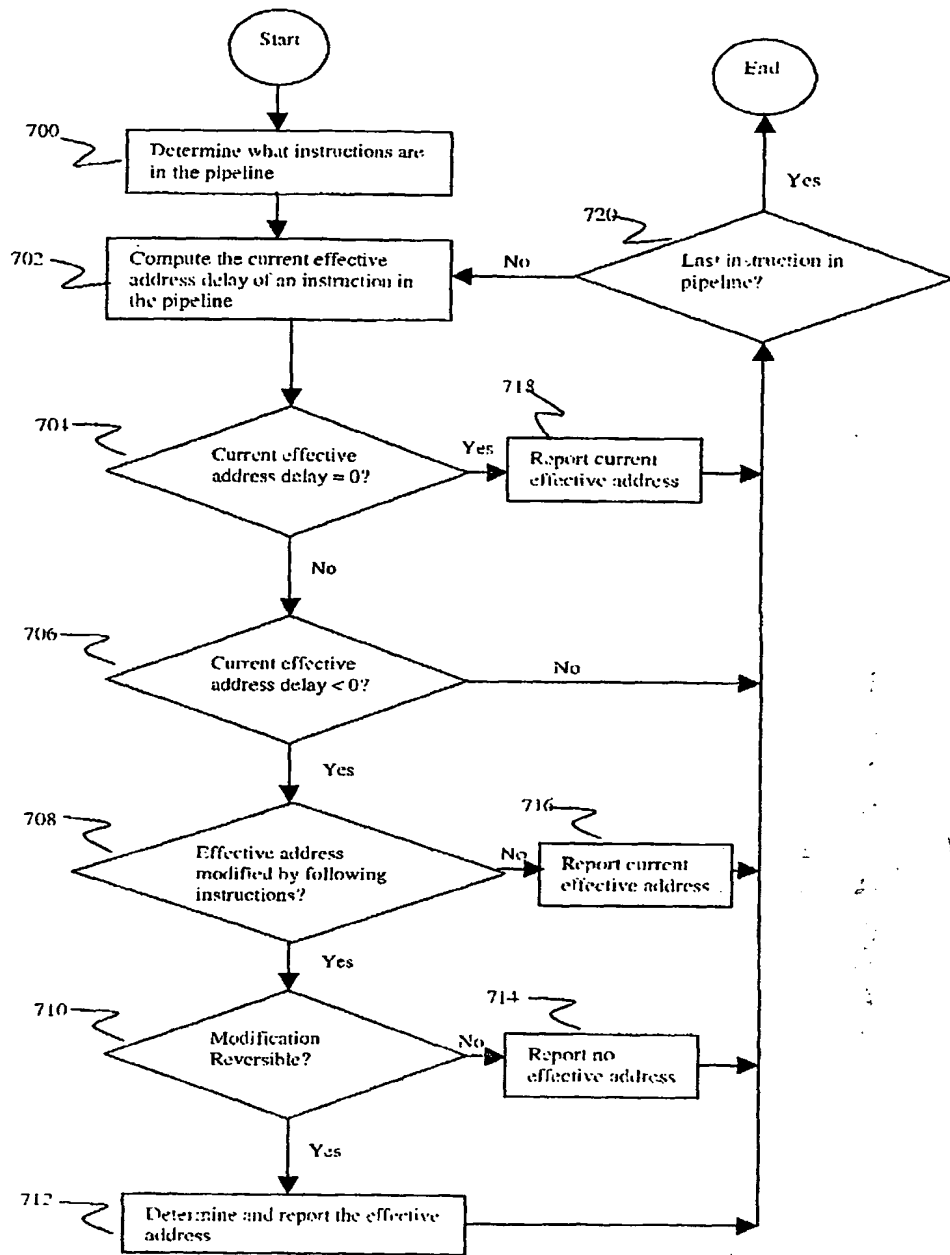 Start
End
700
Determine what instructions are
in the pipeline
Yes
720
702
Compute the current effective
address delay of an instruction in
the pipeline
No
Last instruction in
pipeline?
718
704
Current effective
address delay = 0?
Yes
Report current
effective address
No
706
Current effective
address delay < 0?
No
Yes
708
716
Effective address
modified by following
instructions?
No
Report current
effective address
Yes
710
714
Modification
Reversible?
No
Report no
effective address
Yes
712
Determine and report the effective
address